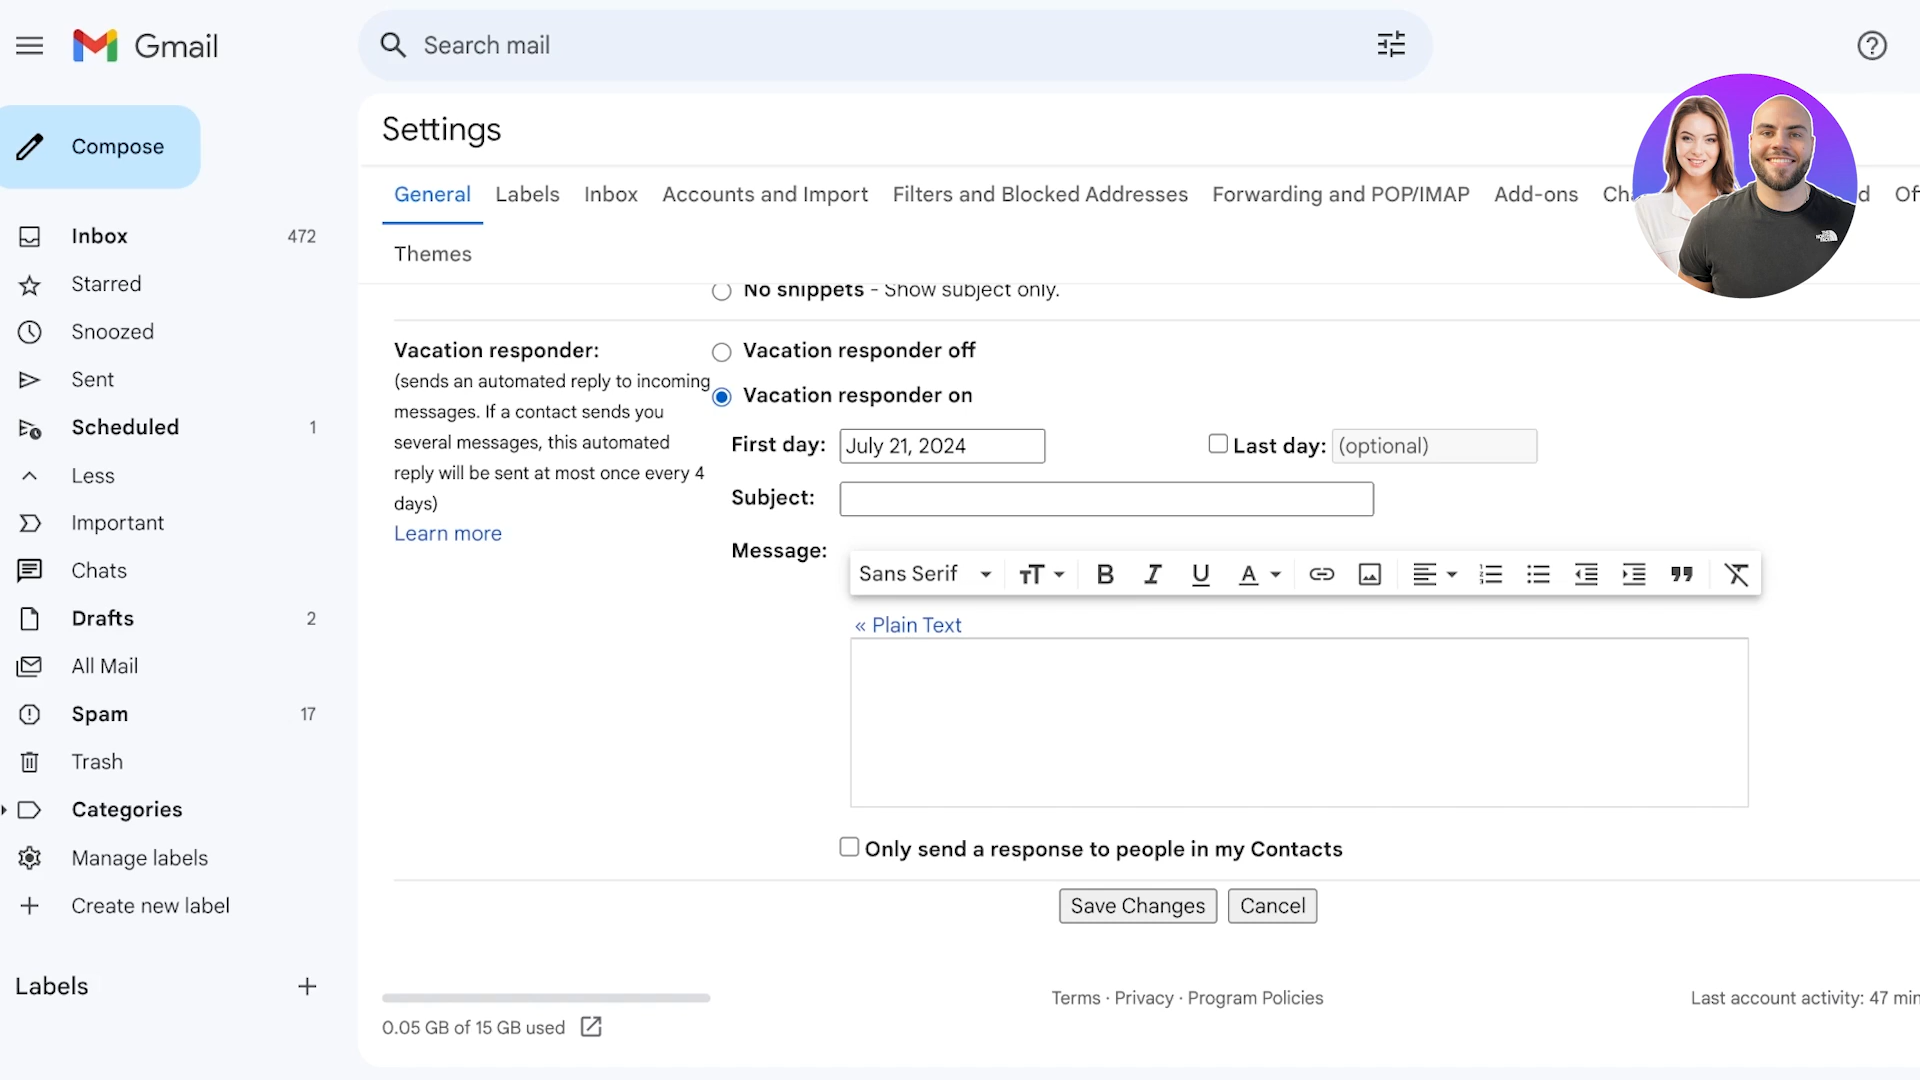 Gmail
Search mail
Compose
Inbox 472
Starred
Snoozed
Sent
Scheduled 1
Less
Important
Chats
Drafts 2
All Mail
Spam 17
Trash
Categories
Manage labels
Create new label
Labels
Settings
General Labels Inbox Accounts and Import Filters and Blocked Addresses Forwarding and POP/IMAP Add-ons
Themes
No snippets - Show subject only.
Vacation responder:
(sends an automated reply to incoming
messages. If a contact sends you
several messages, this automated
reply will be sent at most once every 4
days)
Learn more
Vacation responder off
Vacation responder on
First day: July 21, 2024 Last day: (optional)
Subject:
Message:
Sans Serif
« Plain Text
Only send a response to people in my Contacts
Save Changes Cancel
0.05 GB of 15 GB used
Terms · Privacy · Program Policies
Last account activity: 47 min